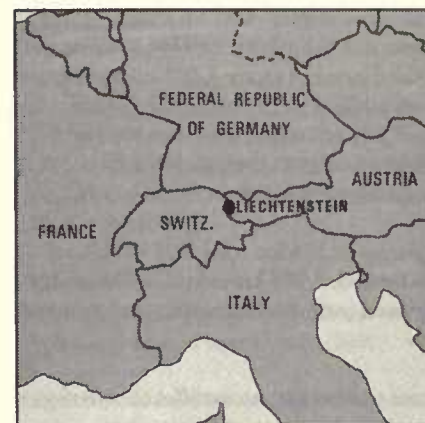 FEDERAL REPUBLIC
OF GERMANY
AUSTRIA
LIECHTENSTEIN
SWITZ.
FRANCE
ITALY